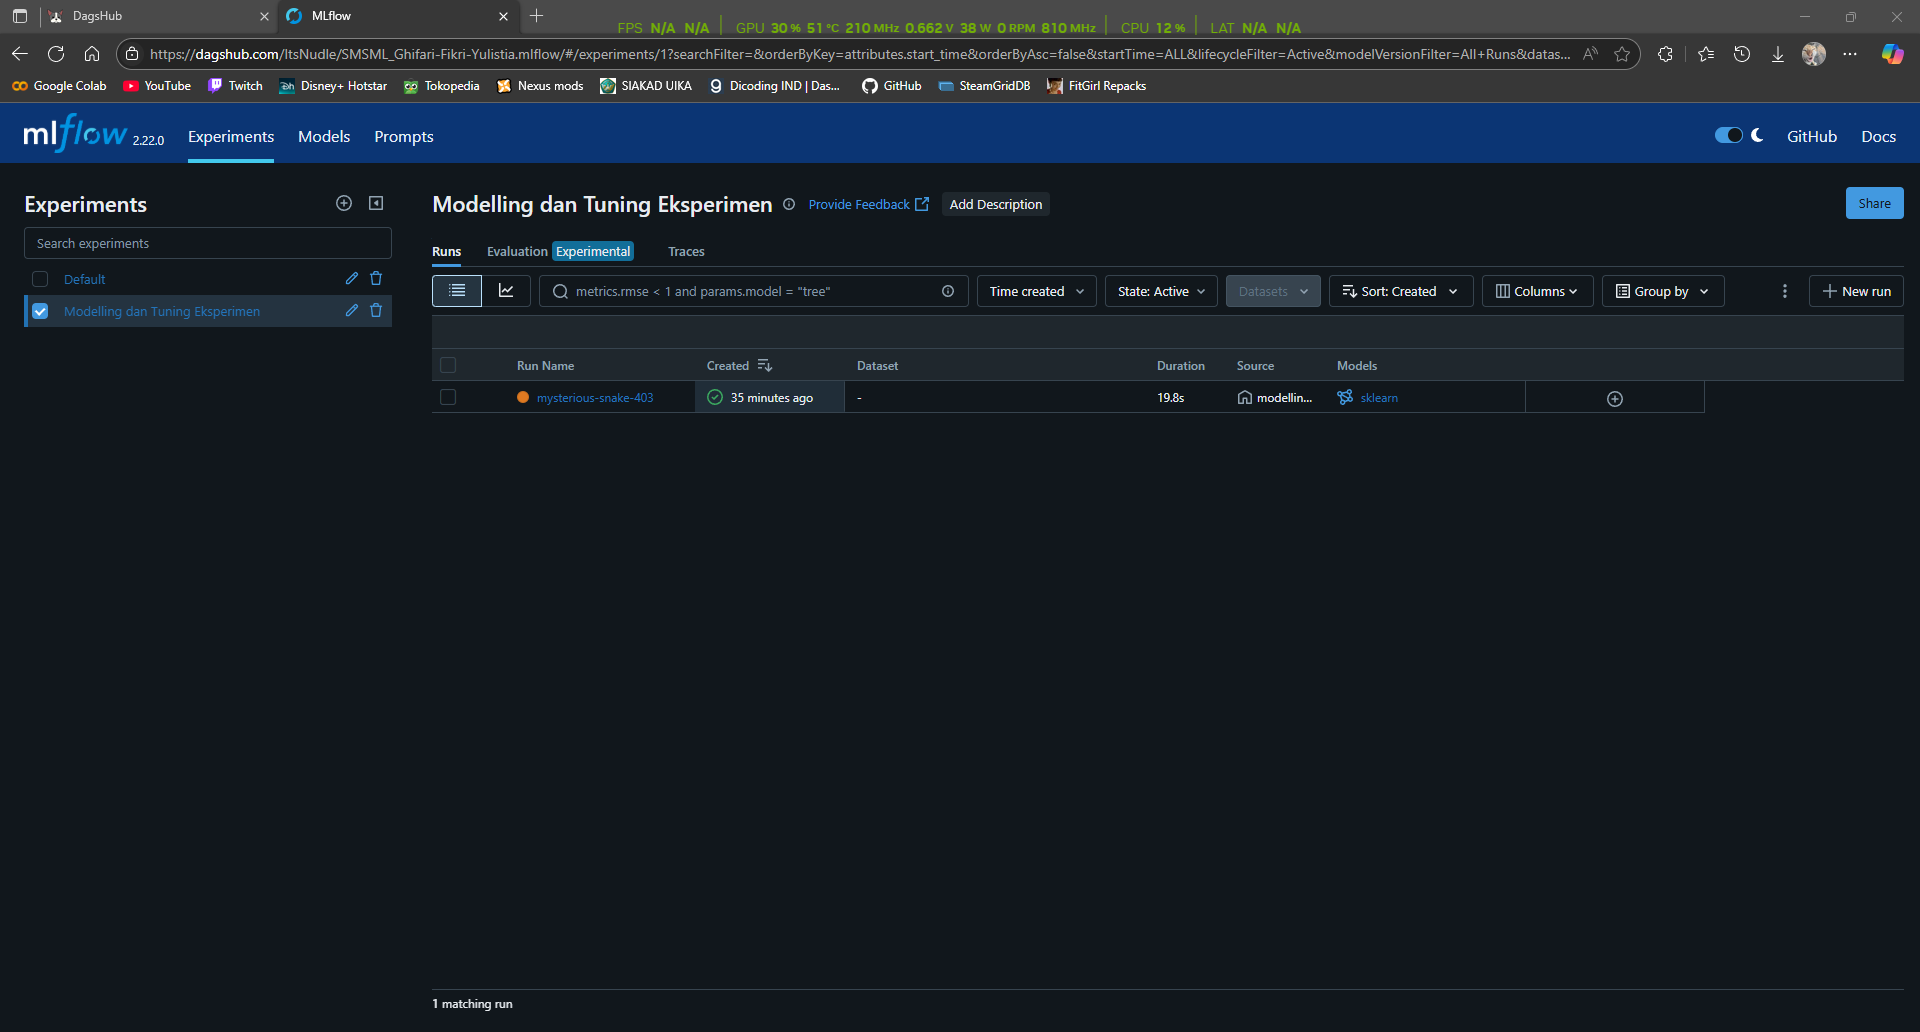 DagsHub
MLflow
FPS N/A N/A GPU 30 % 51 °C 210 MHz 0.662 V 38 W 0 RPM 810 MHz CPU 12 % LAT N/A N/A
https://dagshub.com/ItsNudle/SMSML_Ghifari-Fikri-Yulistia.mlflow/#/experiments/1?searchFilter=&orderByKey=attributes.start_time&orderByAsc=false&startTime=ALL&lifecycleFilter=Active&modelVersionFilter=All+Runs&datas...
Google Colab YouTube Twitch Disney+ Hotstar Tokopedia Nexus mods SIAKAD UIKA Dicoding IND | Das... GitHub SteamGridDB FitGirl Repacks
mlflow 2.22.0 Experiments Models Prompts GitHub Docs
Experiments
Search experiments
Default
Modelling dan Tuning Eksperimen
Modelling dan Tuning Eksperimen Provide Feedback Add Description Share
Runs Evaluation Experimental Traces
metrics.rmse < 1 and params.model = "tree" Time created State: Active Datasets Sort: Created Columns Group by New run
Run Name Created Dataset Duration Source Models
mysterious-snake-403 35 minutes ago - 19.8s modellin... sklearn
1 matching run